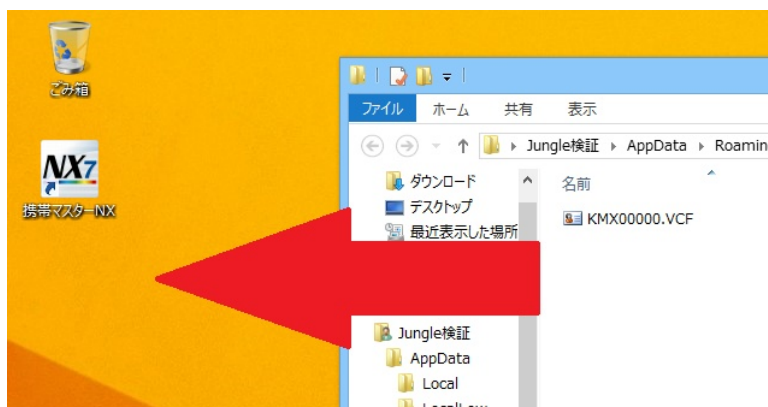 ごみ箱
NX7
携帯マスターNX
ファイル ホーム 共有 表示
Jungle検証 AppData Roamin
ダウンロード
デスクトップ
最近表示した場所
Jungle検証
AppData
Local
名前
KMX00000.VCF